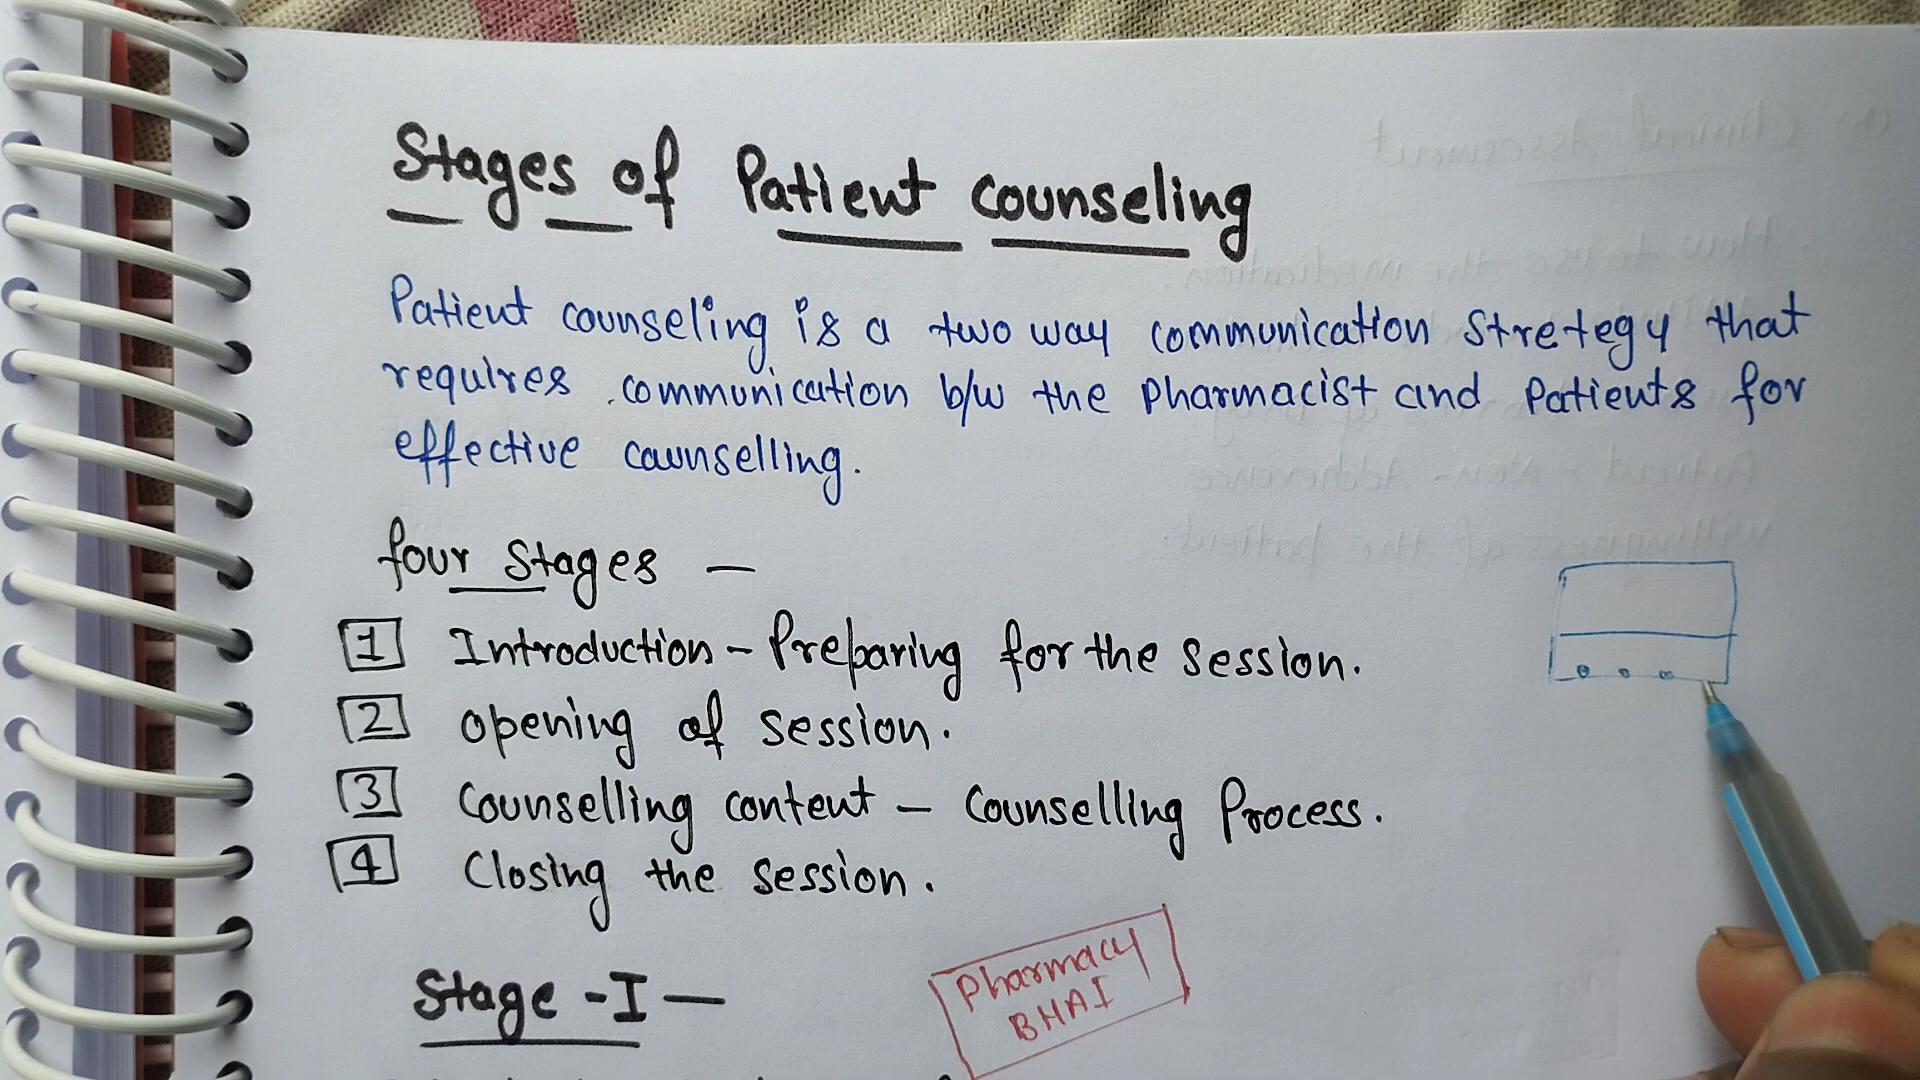 Stages of Patient counseling
Patient counseling is a two way communication Stretegy that
requires communication b/w the Pharmacist and Patients for
effective caunselling.
four Stages -
1 Introduction - Preparing for the session.
2 opening of session.
3 Counselling content - Counselling Process.
4 Closing the session.
Stage - I -
Pharmacy
BHAI